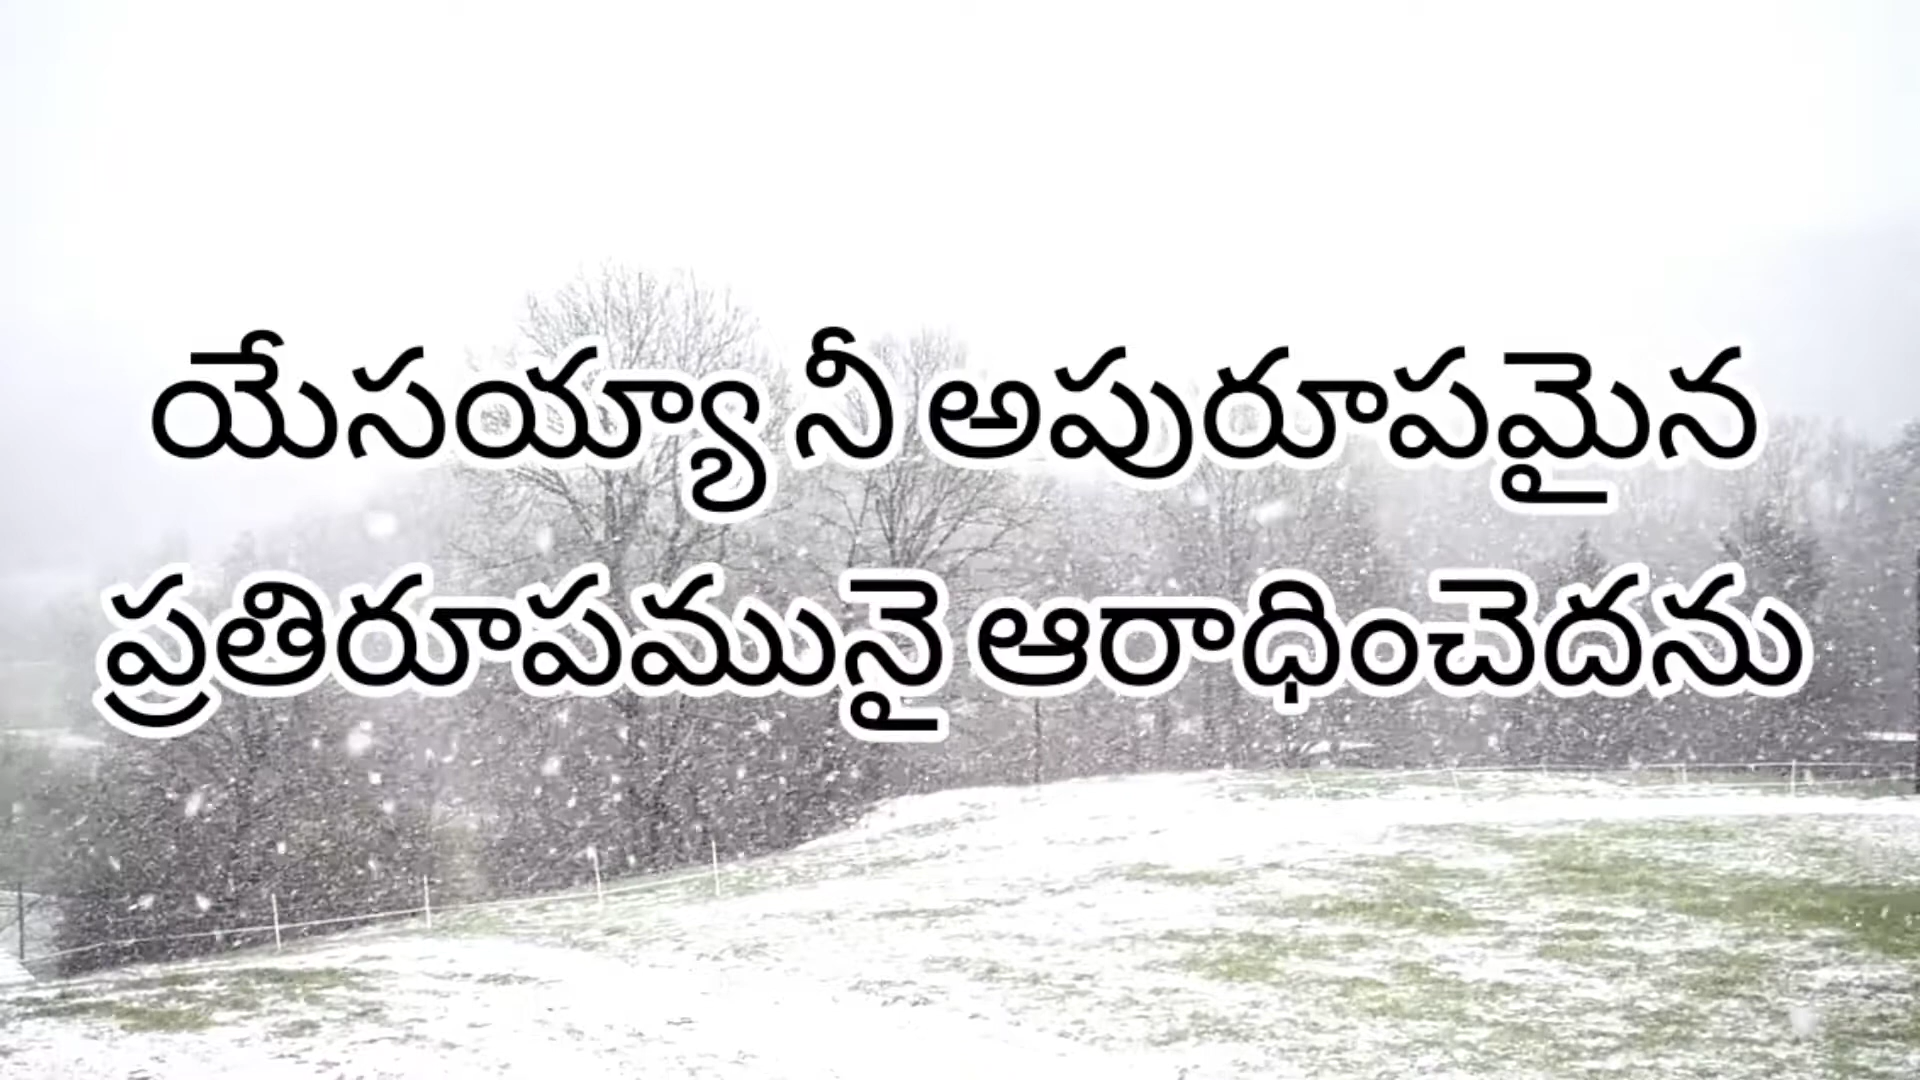 యేసయ్యా నీ అపురూపమైన
ప్రతిరూపమునై ఆరాధించెదను